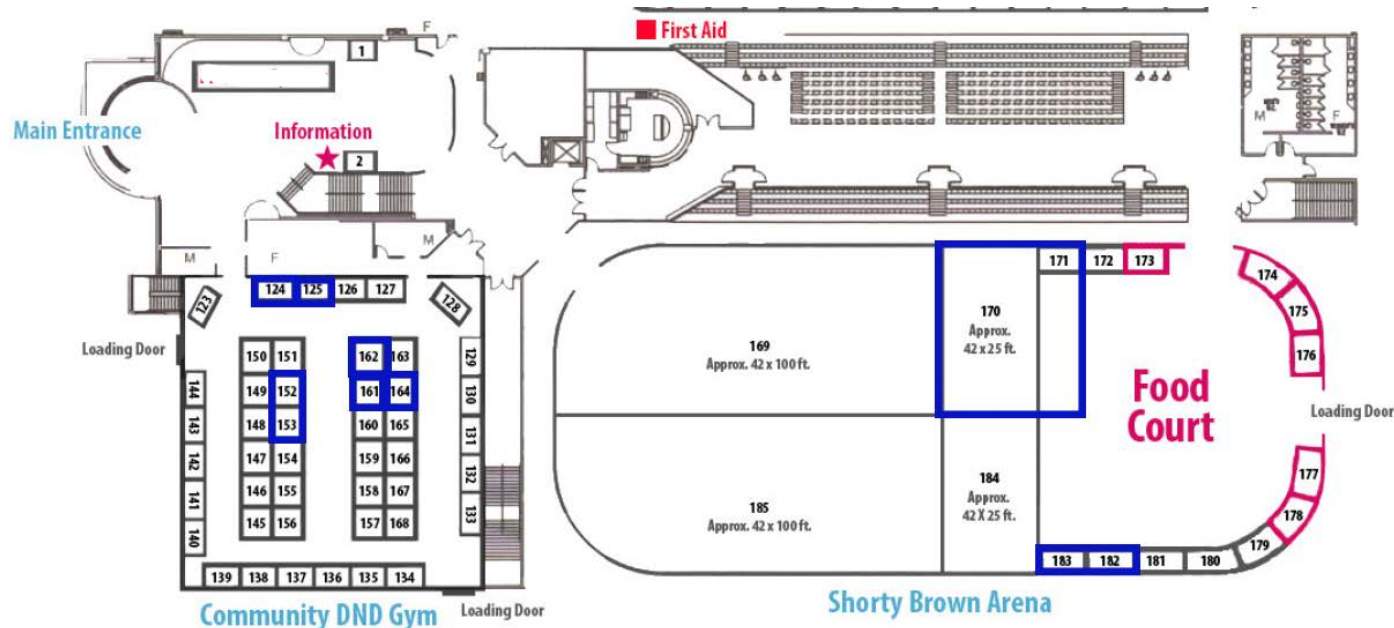 First Aid
F
1
Main Entrance
Information
2
M
F
M
F
M
124 125 126 127
123
128
Loading Door
150 151
162 163
129
144
149 152
161 164
130
143
148 153
160 165
131
142
147 154
159 166
132
141
146 155
158 167
133
140
145 156
157 168
139 138 137 136 135 134
Community DND Gym
Loading Door
171 172 173
174
175
176
169
Approx. 42 x 100 ft.
170
Approx.
42 x 25 ft.
Food
Court
Loading Door
185
Approx. 42 x 100 ft.
184
Approx.
42 X 25 ft.
177
178
179
183 182 181 180
Shorty Brown Arena